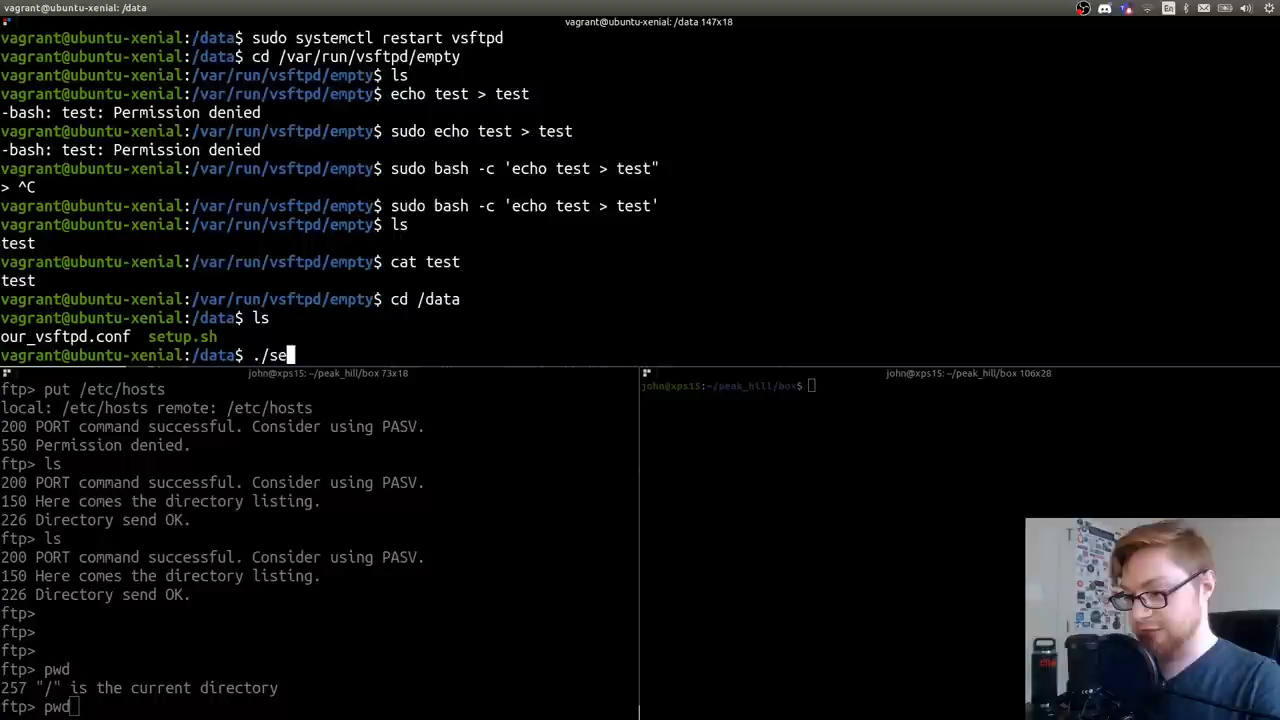 vagrant@ubuntu-xenial: /data
En
vagrant@ubuntu-xenial: /data 147x18
vagrant@ubuntu-xenial:/data$ sudo systemctl restart vsftpd
vagrant@ubuntu-xenial:/data$ cd /var/run/vsftpd/empty
vagrant@ubuntu-xenial:/var/run/vsftpd/empty$ ls
vagrant@ubuntu-xenial:/var/run/vsftpd/empty$ echo test > test
-bash: test: Permission denied
vagrant@ubuntu-xenial:/var/run/vsftpd/empty$ sudo echo test > test
-bash: test: Permission denied
vagrant@ubuntu-xenial:/var/run/vsftpd/empty$ sudo bash -c 'echo test > test"
> ^C
vagrant@ubuntu-xenial:/var/run/vsftpd/empty$ sudo bash -c 'echo test > test'
vagrant@ubuntu-xenial:/var/run/vsftpd/empty$ ls
test
vagrant@ubuntu-xenial:/var/run/vsftpd/empty$ cat test
test
vagrant@ubuntu-xenial:/var/run/vsftpd/empty$ cd /data
vagrant@ubuntu-xenial:/data$ ls
our_vsftpd.conf  setup.sh
vagrant@ubuntu-xenial:/data$ ./se
john@xps15: ~/peak_hill/box 73x18
ftp> put /etc/hosts
local: /etc/hosts remote: /etc/hosts
200 PORT command successful. Consider using PASV.
550 Permission denied.
ftp> ls
200 PORT command successful. Consider using PASV.
150 Here comes the directory listing.
226 Directory send OK.
ftp> ls
200 PORT command successful. Consider using PASV.
150 Here comes the directory listing.
226 Directory send OK.
ftp>
ftp>
ftp>
ftp> pwd
257 "/" is the current directory
ftp> pwd
john@xps15: ~/peak_hill/box 106x28
john@xps15:~/peak_hill/box$